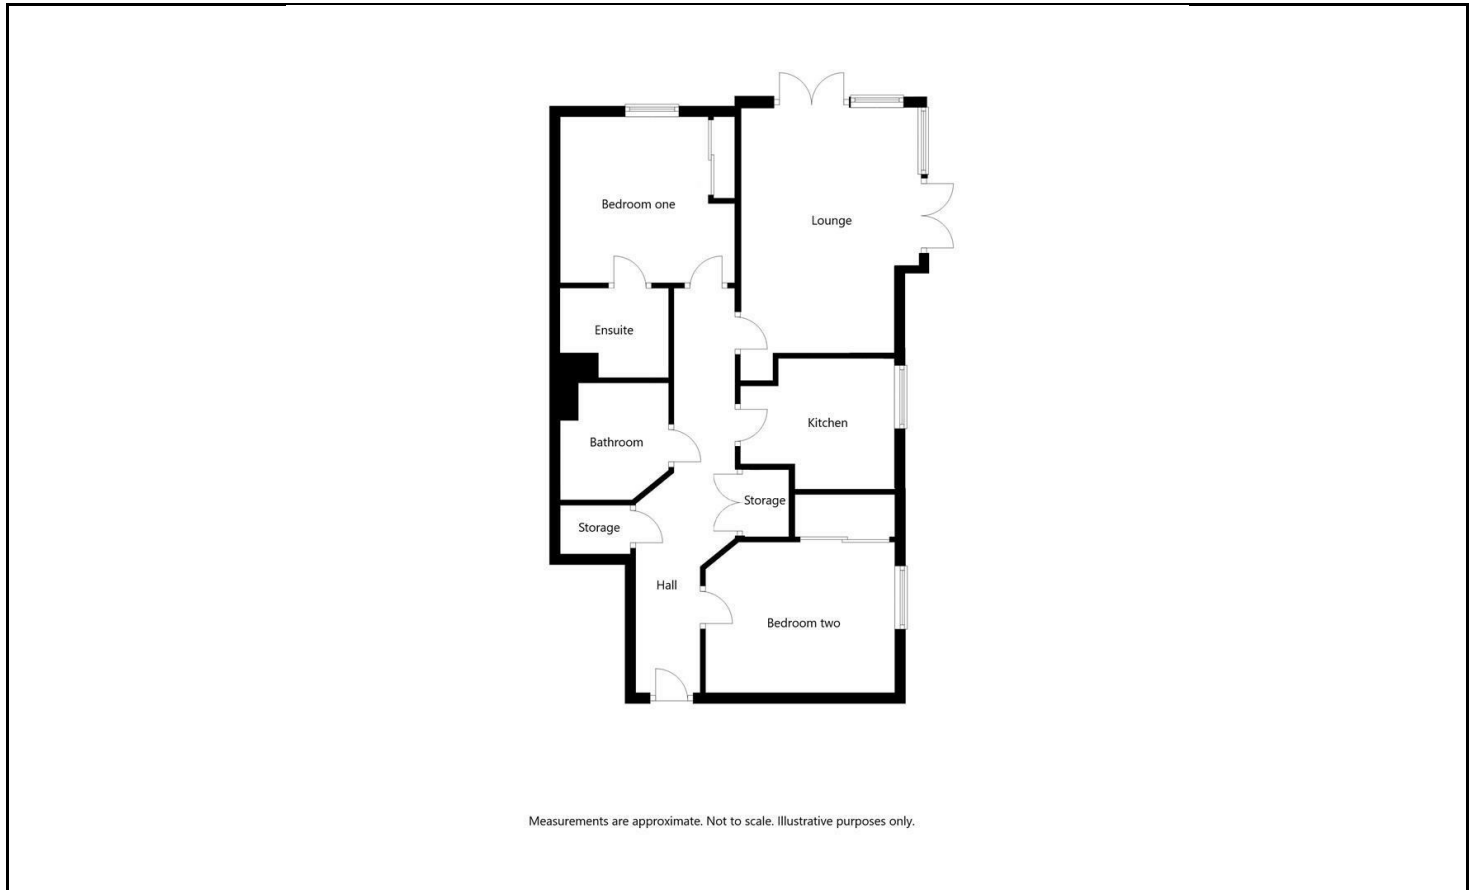 Bedroom one
Lounge
Ensuite
Kitchen
Bathroom
Storage
Storage
Hall
Bedroom two
Measurements are approximate. Not to scale. Illustrative purposes only.